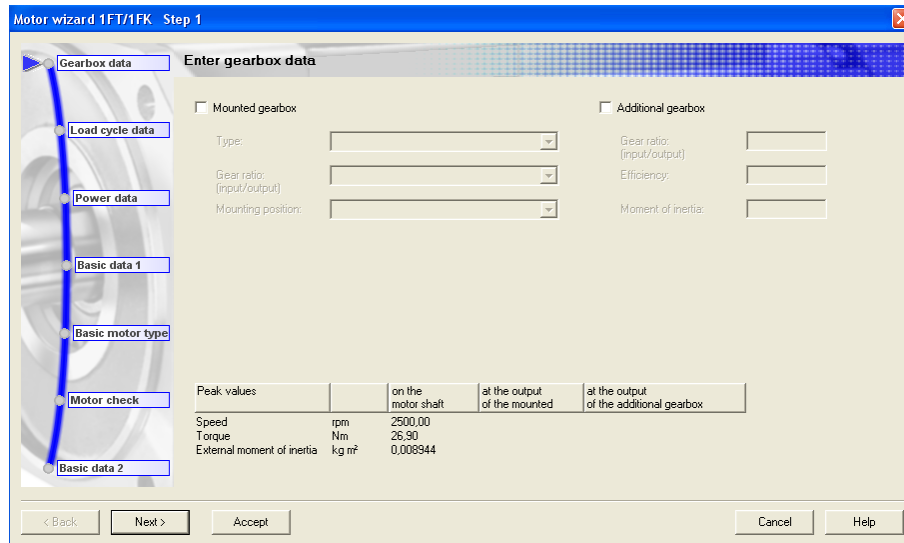 Motor wizard 1FT/1FK Step 1
Gearbox data
Load cycle data
Power data
Basic data 1
Basic motor type
Motor check
Basic data 2
Enter gearbox data
Mounted gearbox
Type:
Gear ratio:
(input/output)
Mounting position:
Additional gearbox
Gear ratio:
(input/output)
Efficiency:
Moment of inertia:
Peak values on the at the output at the output
motor shaft of the mounted of the additional gearbox
Speed rpm 2500,00
Torque Nm 26,90
External moment of inertia kg m² 0,008944
< Back Next > Accept Cancel Help